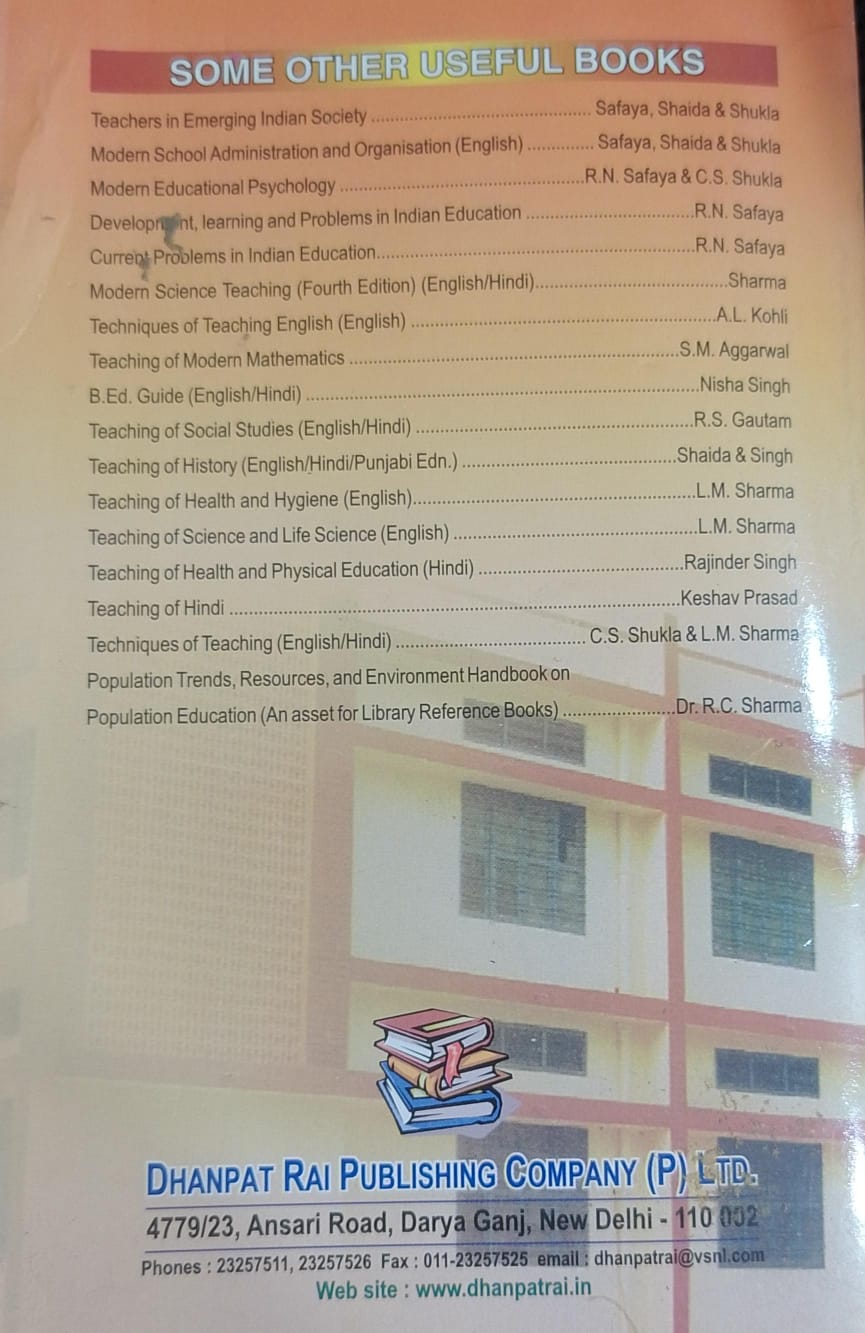 SOME OTHER USEFUL BOOKS
Teachers in Emerging Indian Society ................................................ Safaya, Shaida & Shukla
Modern School Administration and Organisation (English) ............. Safaya, Shaida & Shukla
Modern Educational Psychology .....................................................R.N. Safaya & C.S. Shukla
Development, learning and Problems in Indian Education ....................................R.N. Safaya
Current Problems in Indian Education....................................................................R.N. Safaya
Modern Science Teaching (Fourth Edition) (English/Hindi).........................................Sharma
Techniques of Teaching English (English) .................................................................A.L. Kohli
Teaching of Modern Mathematics .......................................................................S.M. Aggarwal
B.Ed. Guide (English/Hindi) ....................................................................................Nisha Singh
Teaching of Social Studies (English/Hindi) ............................................................R.S. Gautam
Teaching of History (English/Hindi/Punjabi Edn.) ..............................................Shaida & Singh
Teaching of Health and Hygiene (English).............................................................L.M. Sharma
Teaching of Science and Life Science (English) .....................................................L.M. Sharma
Teaching of Health and Physical Education (Hindi) ............................................Rajinder Singh
Teaching of Hindi .................................................................................................Keshav Prasad
Techniques of Teaching (English/Hindi) ......................................... C.S. Shukla & L.M. Sharma
Population Trends, Resources, and Environment Handbook on
Population Education (An asset for Library Reference Books) .......................Dr. R.C. Sharma
DHANPAT RAI PUBLISHING COMPANY (P) LTD.
4779/23, Ansari Road, Darya Ganj, New Delhi - 110 002
Phones : 23257511, 23257526 Fax : 011-23257525 email : dhanpatrai@vsnl.com
Web site : www.dhanpatrai.in